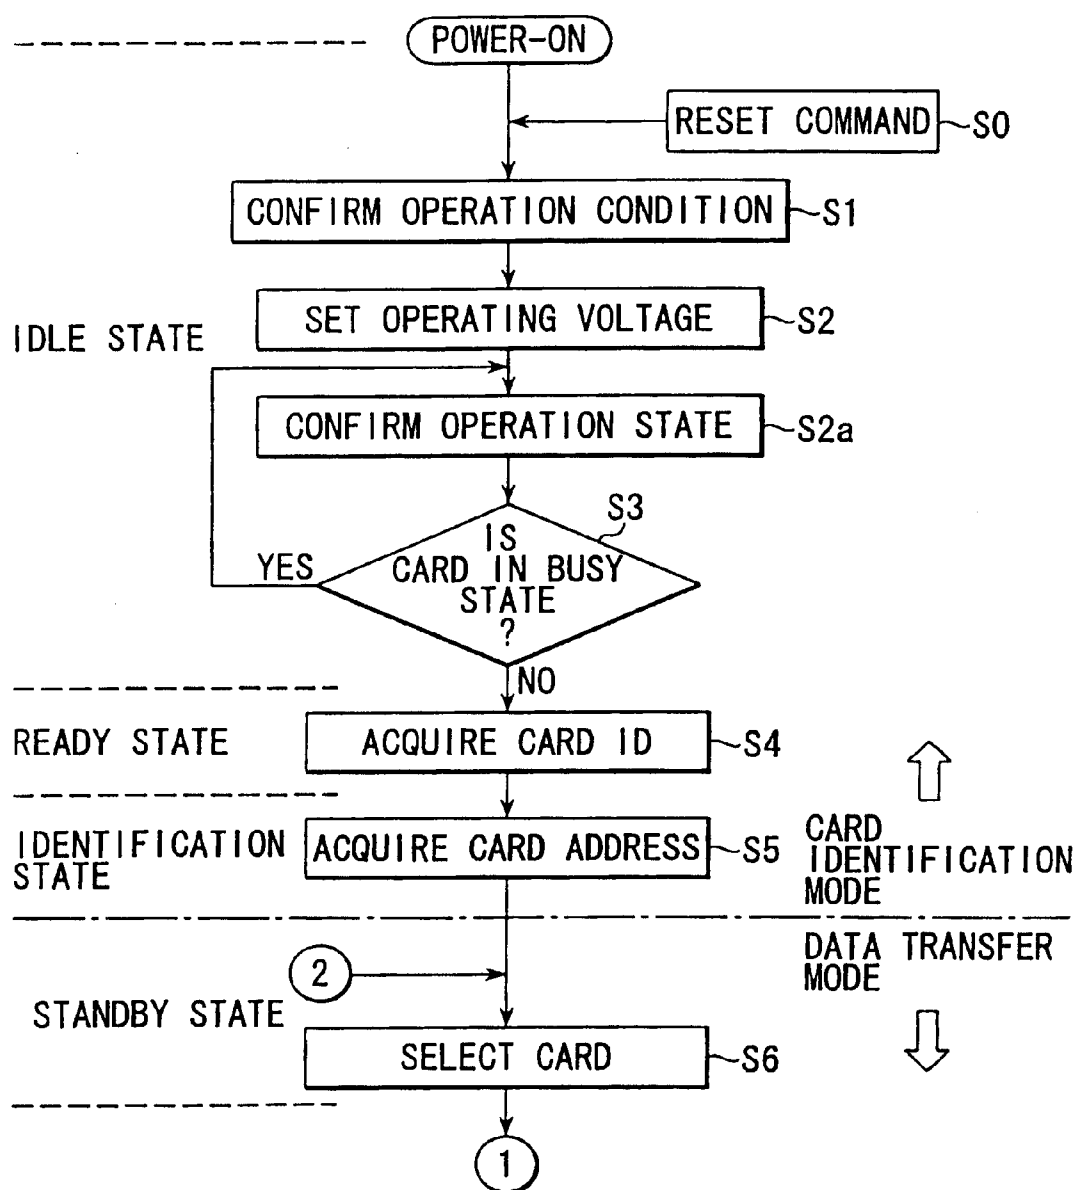 POWER-ON
RESET COMMAND
S0
CONFIRM OPERATION CONDITION
S1
SET OPERATING VOLTAGE
S2
IDLE STATE
CONFIRM OPERATION STATE
S2a
S3
IS
CARD IN BUSY
STATE
?
YES
NO
READY STATE
ACQUIRE CARD ID
S4
IDENTIFICATION
STATE
ACQUIRE CARD ADDRESS
S5
CARD
IDENTIFICATION
MODE
DATA TRANSFER
MODE
2
STANDBY STATE
SELECT CARD
S6
1